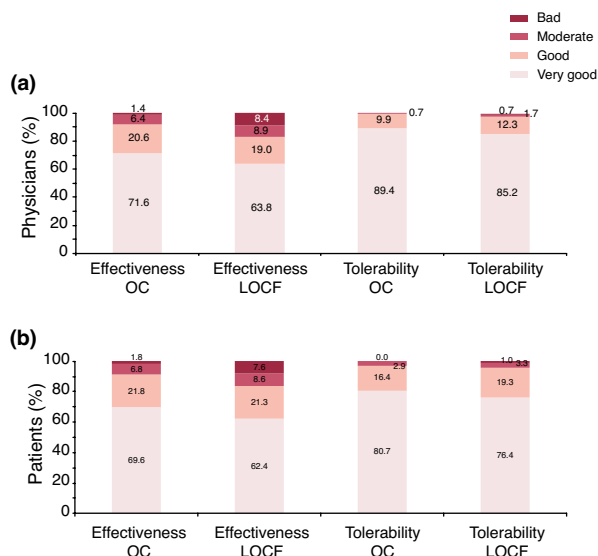 Bad
Moderate
Good
Very good
(a)
Physicians (%)
100
80
60
40
20
0
1.4
6.4
20.6
71.6
8.4
8.9
19.0
63.8
0.7
9.9
89.4
0.7
1.7
12.3
85.2
Effectiveness
OC
Effectiveness
LOCF
Tolerability
OC
Tolerability
LOCF
(b)
Patients (%)
100
80
60
40
20
0
1.8
6.8
21.8
69.6
7.6
8.6
21.3
62.4
0.0
2.9
16.4
80.7
1.0
3.3
19.3
76.4
Effectiveness
OC
Effectiveness
LOCF
Tolerability
OC
Tolerability
LOCF